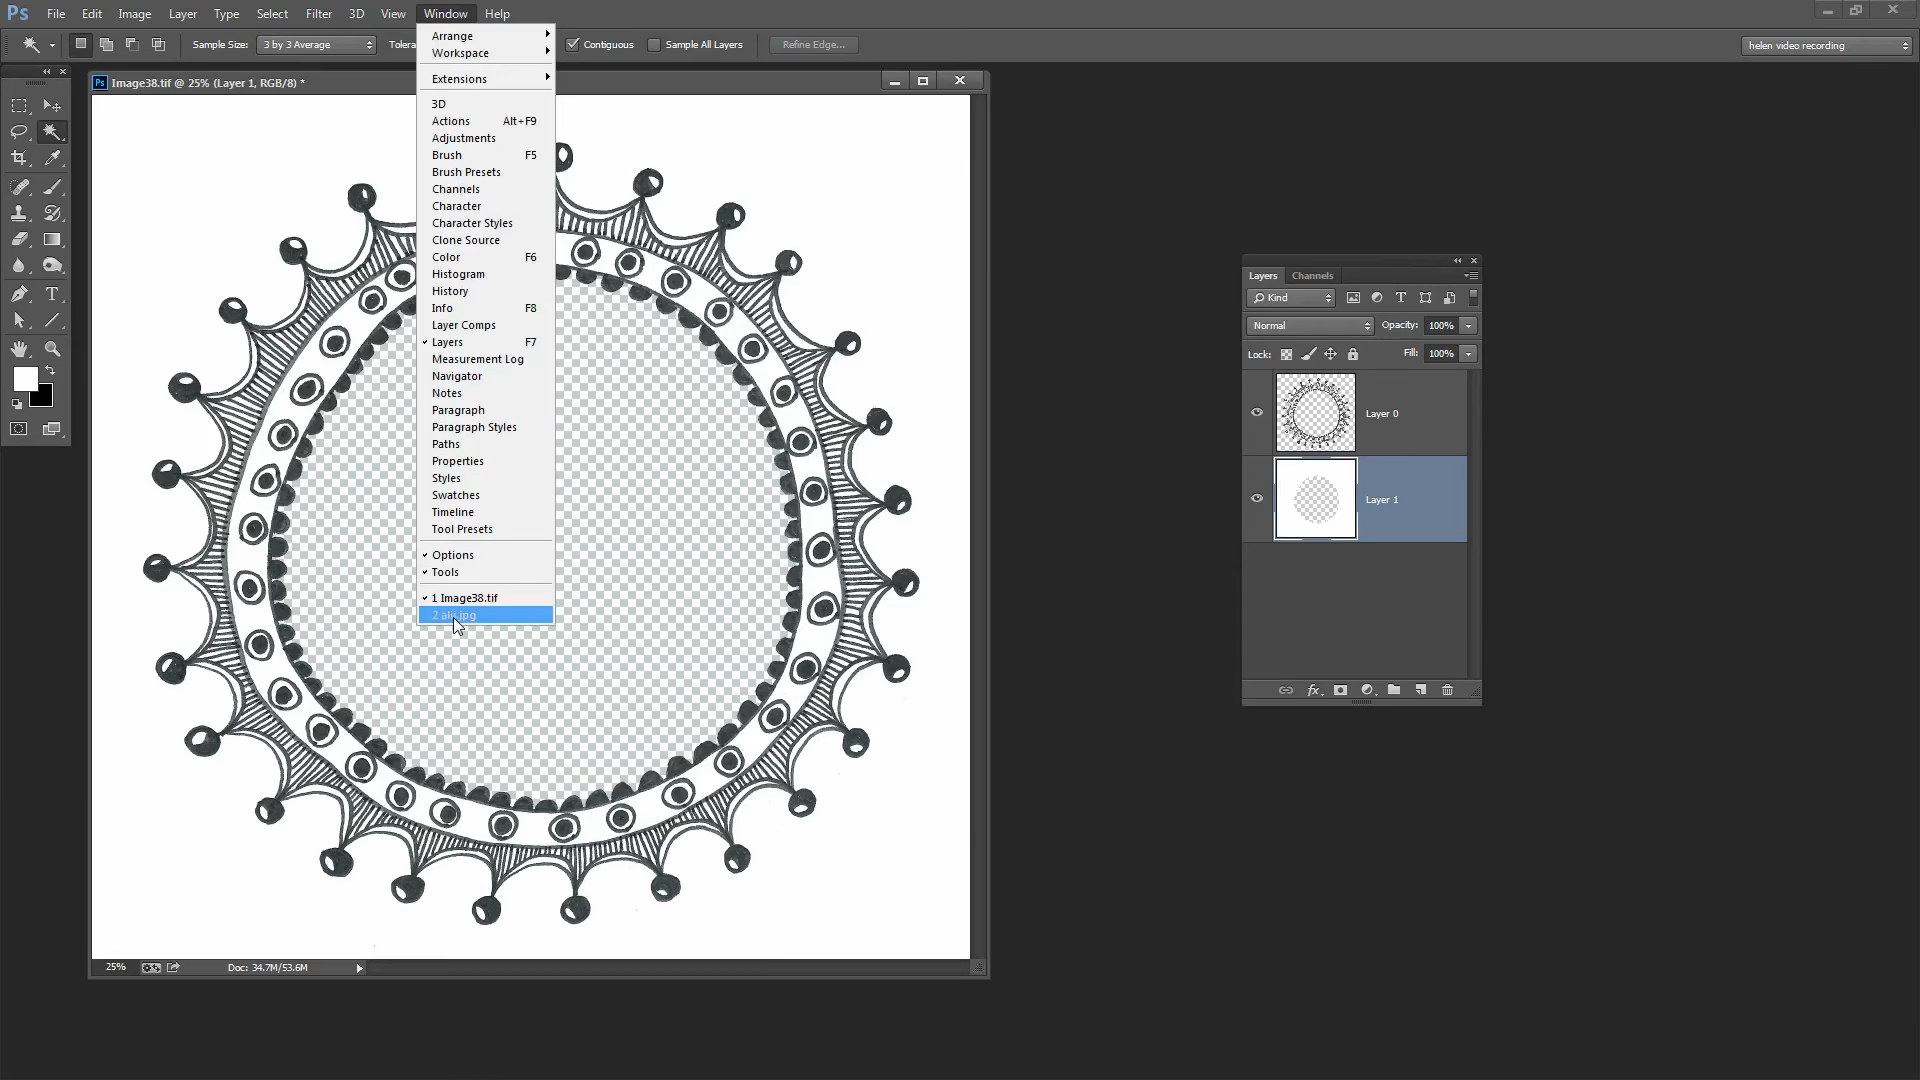 Ps File Edit Image Layer Type Select Filter 3D View Window Help
Sample Size: 3 by 3 Average Tolera Contiguous Sample All Layers Refine Edge... helen video recording
Ps Image38.tif @ 25% (Layer 1, RGB/8) *
Arrange
Workspace
Extensions
3D
Actions Alt+F9
Adjustments
Brush F5
Brush Presets
Channels
Character
Character Styles
Clone Source
Color F6
Histogram
History
Info F8
Layer Comps
Layers F7
Measurement Log
Navigator
Notes
Paragraph
Paragraph Styles
Paths
Properties
Styles
Swatches
Timeline
Tool Presets
Options
Tools
1 Image38.tif
Layers Channels
Kind
Normal Opacity: 100%
Lock: Fill: 100%
Layer 0
Layer 1
fx
25% Doc: 34.7M/53.6M